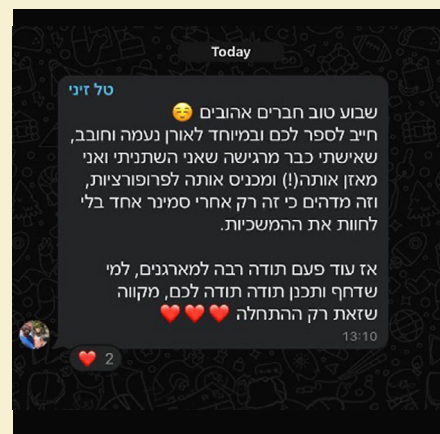 Today
טל זיני
שבוע טוב חברים אהובים ☺️
חייב לספר לכם ובמיוחד לאורן נעמה וחובב,
שאישתי כבר מרגישה שאני השתניתי ואני
מאזן אותה(!) ומכניס אותה לפרופורציות,
וזה מדהים כי זה רק אחרי סמינר אחד בלי
לחוות את ההמשכיות.
אז עוד פעם תודה רבה למארגנים, למי
שדחף ותכנן תודה תודה לכם, מקווה
שזאת רק ההתחלה ❤️❤️❤️
13:10
❤️ 2